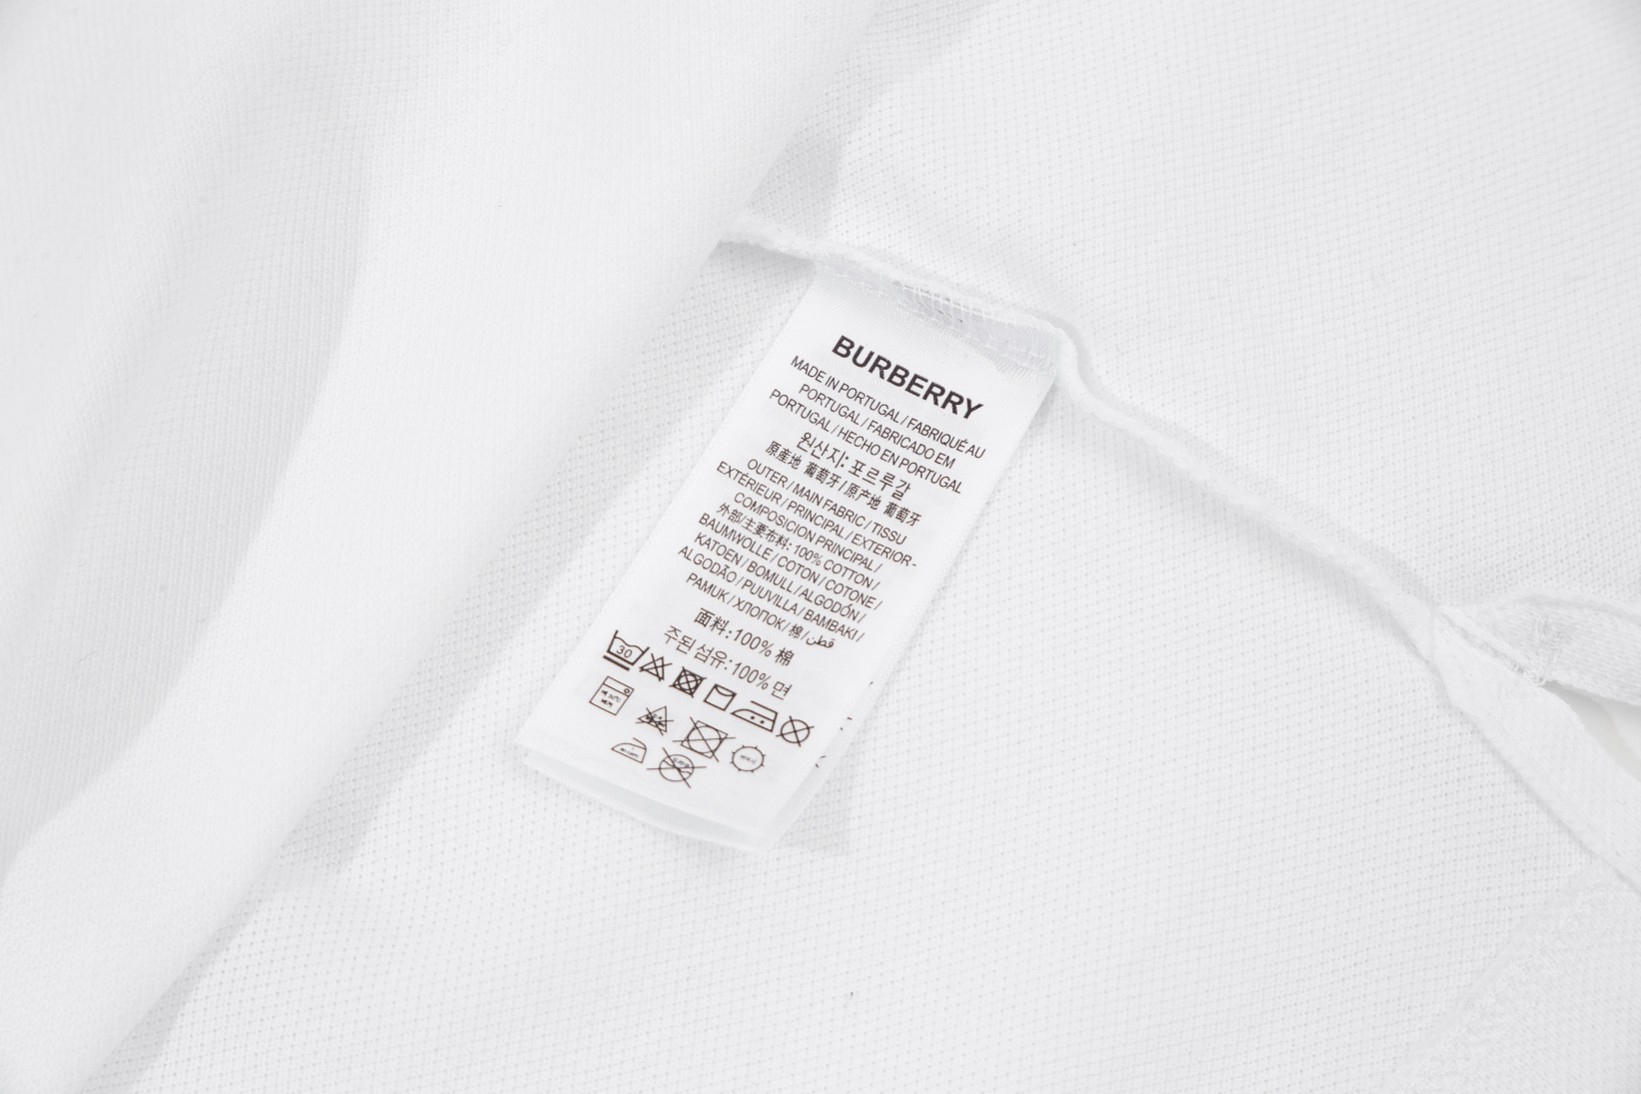 BURBERRY
MADE IN PORTUGAL / FABRIQUÉ AU
PORTUGAL / FABRICADO EM
PORTUGAL / HECHO EN PORTUGAL
원산지: 포르투갈
原產地 葡萄牙 / 原产地 葡萄牙
OUTER / MAIN FABRIC / TISSU
EXTÉRIEUR / PRINCIPAL / EXTERIOR-
COMPOSICION PRINCIPAL /
外部/主要布料: 100% COTTON /
BAUMWOLLE / COTON / COTONE /
KATOEN / BOMULL / ALGODÓN /
ALGODÃO / PUUVILLA / BAMBAKI /
PAMUK / ХЛОПОК / 棉 / قطن
面料: 100% 棉
주된 섬유: 100% 면
30